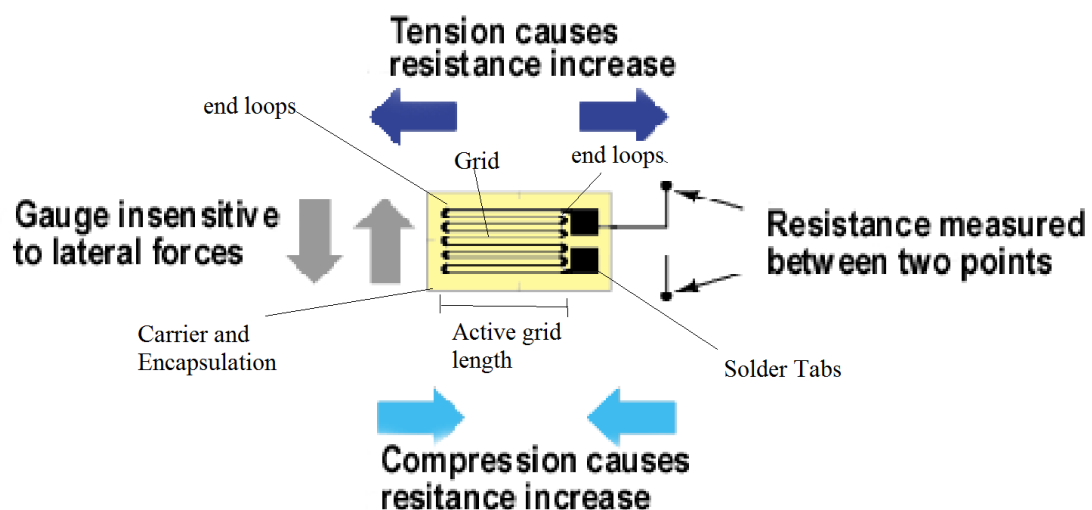 Tension causes
resistance increase
end loops
Grid
end loops
Gauge insensitive
to lateral forces
Resistance measured
between two points
Carrier and
Encapsulation
Active grid
length
Solder Tabs
Compression causes
resitance increase